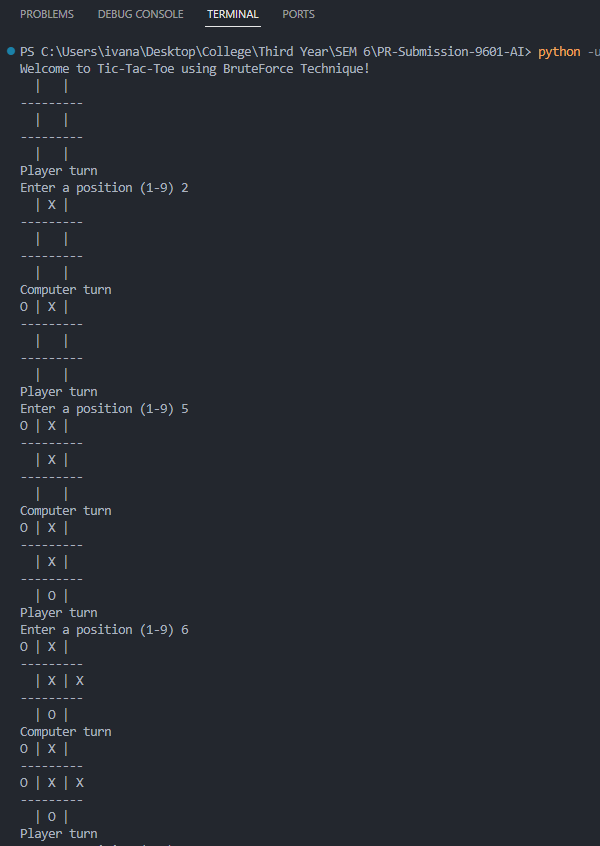 PROBLEMS DEBUG CONSOLE TERMINAL PORTS
PS C:\Users\ivana\Desktop\College\Third Year\SEM 6\PR-Submission-9601-AI> python -u
Welcome to Tic-Tac-Toe using BruteForce Technique!
  |   |
---------
  |   |
---------
  |   |
Player turn
Enter a position (1-9) 2
  | X |
---------
  |   |
---------
  |   |
Computer turn
O | X |
---------
  |   |
---------
  |   |
Player turn
Enter a position (1-9) 5
O | X |
---------
  | X |
---------
  |   |
Computer turn
O | X |
---------
  | X |
---------
  | O |
Player turn
Enter a position (1-9) 6
O | X |
---------
  | X | X
---------
  | O |
Computer turn
O | X |
---------
O | X | X
---------
  | O |
Player turn